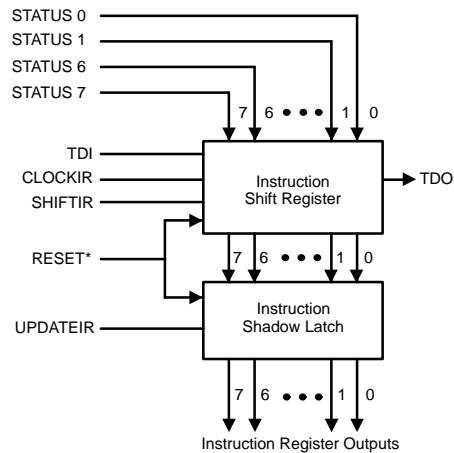 STATUS 0
STATUS 1
STATUS 6
STATUS 7
7 6 1 0
TDI
CLOCKIR
SHIFTIR
Instruction
Shift Register
TDO
RESET*
7 6 1 0
UPDATEIR
Instruction
Shadow Latch
7 6 1 0
Instruction Register Outputs